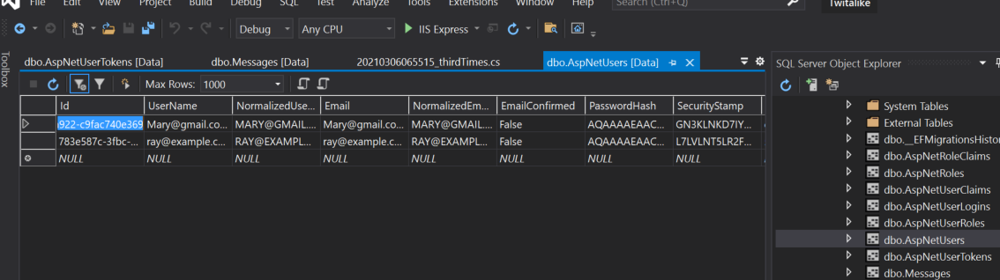 File Edit View Git Project Build Debug SQL Test Analyze Tools Extensions Window Help Search (Ctrl+Q) Twitalike
Debug Any CPU IIS Express
Toolbox
dbo.AspNetUserTokens [Data] dbo.Messages [Data] 20210306065515_thirdTimes.cs dbo.AspNetUsers [Data]
Max Rows: 1000
Id UserName NormalizedUse... Email NormalizedEm... EmailConfirmed PasswordHash SecurityStamp
922-c9fac740e369 Mary@gmail.co... MARY@GMAIL.... Mary@gmail.co... MARY@GMAIL.... False AQAAAAEAAC... GN3KLNKD7IY...
783e587c-3fbc-... ray@example.c... RAY@EXAMPL... ray@example.c... RAY@EXAMPL... False AQAAAAEAAC... L7LVLNT5LR2F...
NULL NULL NULL NULL NULL NULL NULL NULL
SQL Server Object Explorer
System Tables
External Tables
dbo.__EFMigrationsHisto
dbo.AspNetRoleClaims
dbo.AspNetRoles
dbo.AspNetUserClaims
dbo.AspNetUserLogins
dbo.AspNetUserRoles
dbo.AspNetUsers
dbo.AspNetUserTokens
dbo.Messages